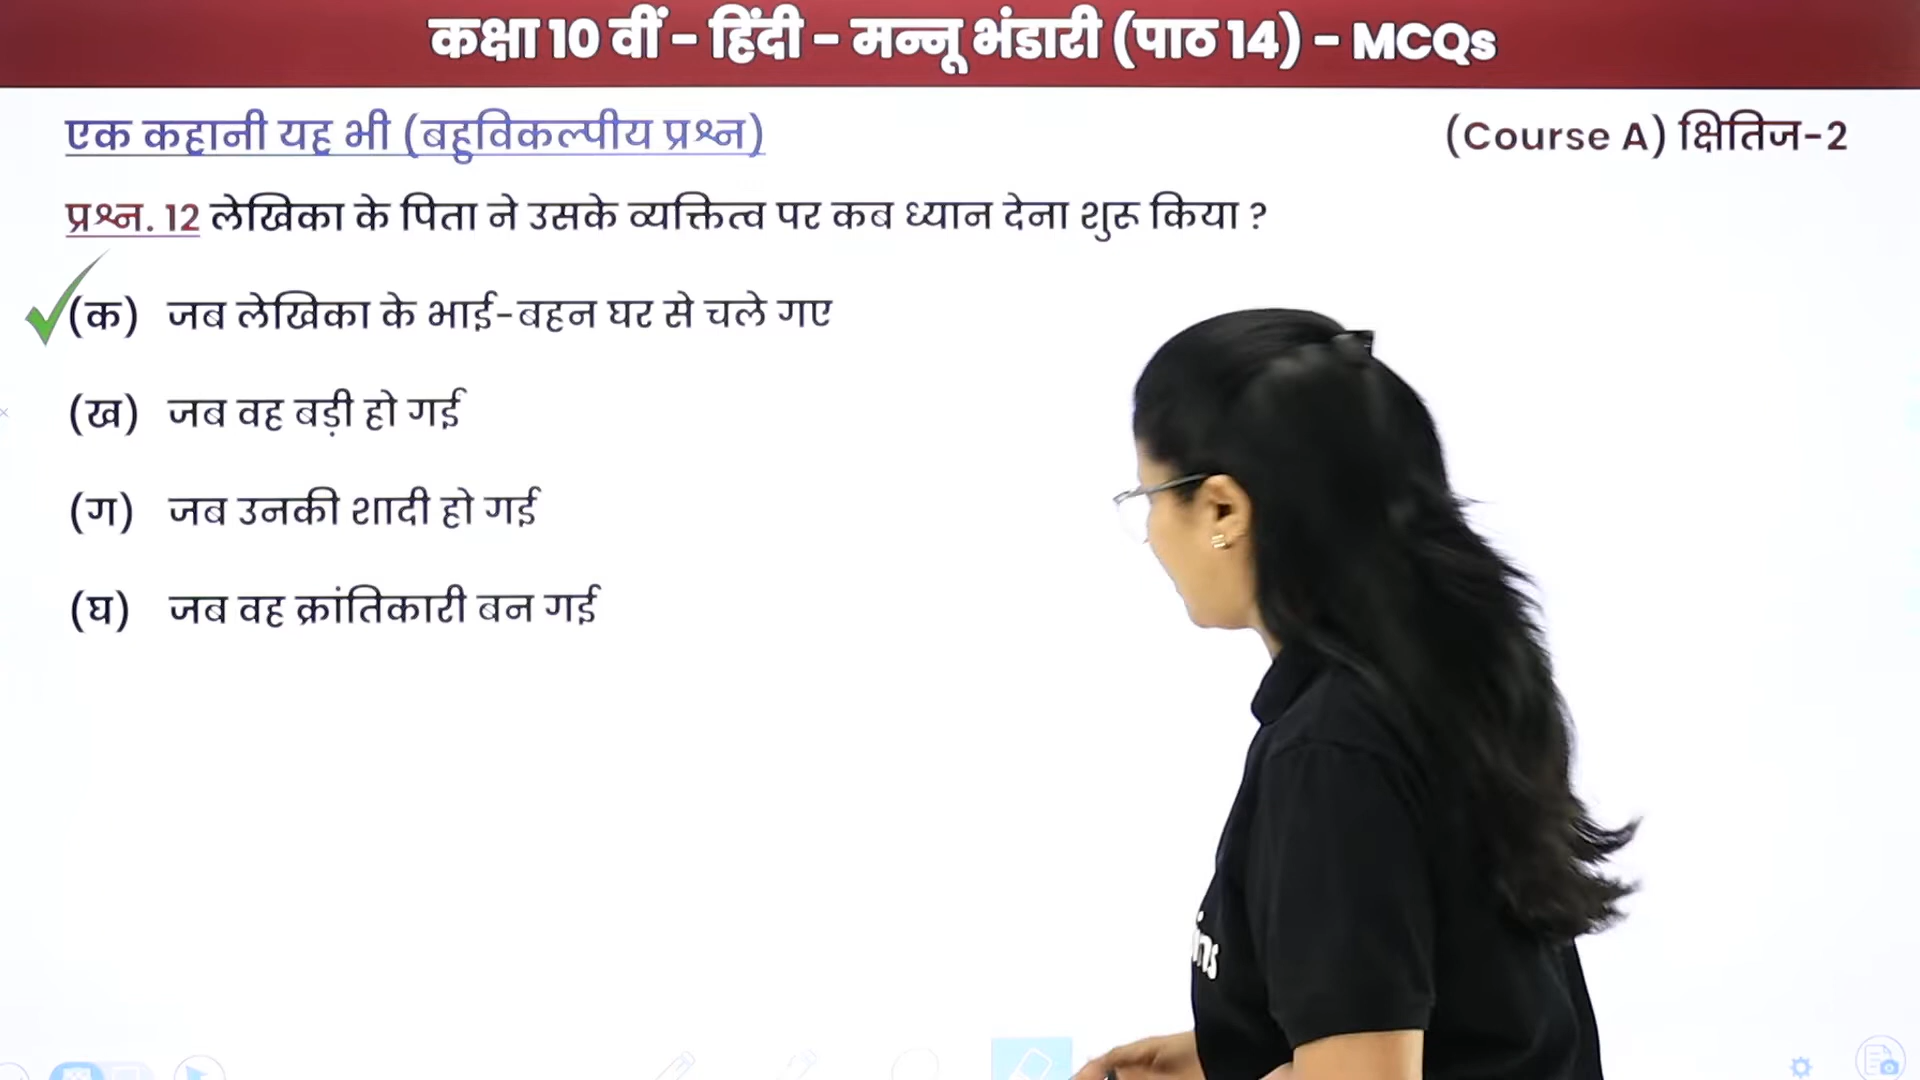 कक्षा 10 वीं - हिंदी - मन्नू भंडारी (पाठ 14) - MCQs
एक कहानी यह भी (बहुविकल्पीय प्रश्न)
(Course A) क्षितिज-2
प्रश्न. 12 लेखिका के पिता ने उसके व्यक्तित्व पर कब ध्यान देना शुरू किया ?
(क) जब लेखिका के भाई-बहन घर से चले गए
(ख) जब वह बड़ी हो गई
(ग) जब उनकी शादी हो गई
(घ) जब वह क्रांतिकारी बन गई